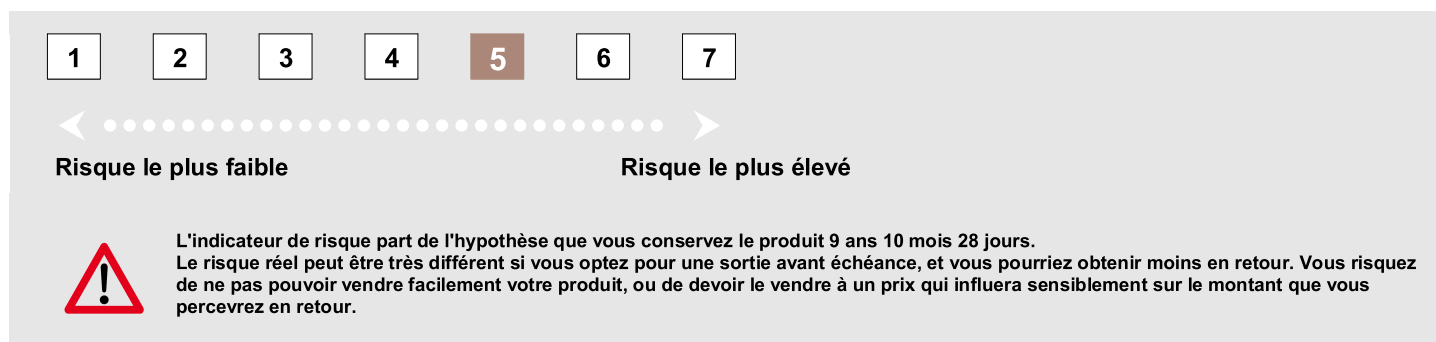 1 2 3 4 5 6 7
Risque le plus faible Risque le plus élevé
L'indicateur de risque part de l'hypothèse que vous conservez le produit 9 ans 10 mois 28 jours.
Le risque réel peut être très différent si vous optez pour une sortie avant échéance, et vous pourriez obtenir moins en retour. Vous risquez
de ne pas pouvoir vendre facilement votre produit, ou de devoir le vendre à un prix qui influera sensiblement sur le montant que vous
percevrez en retour.